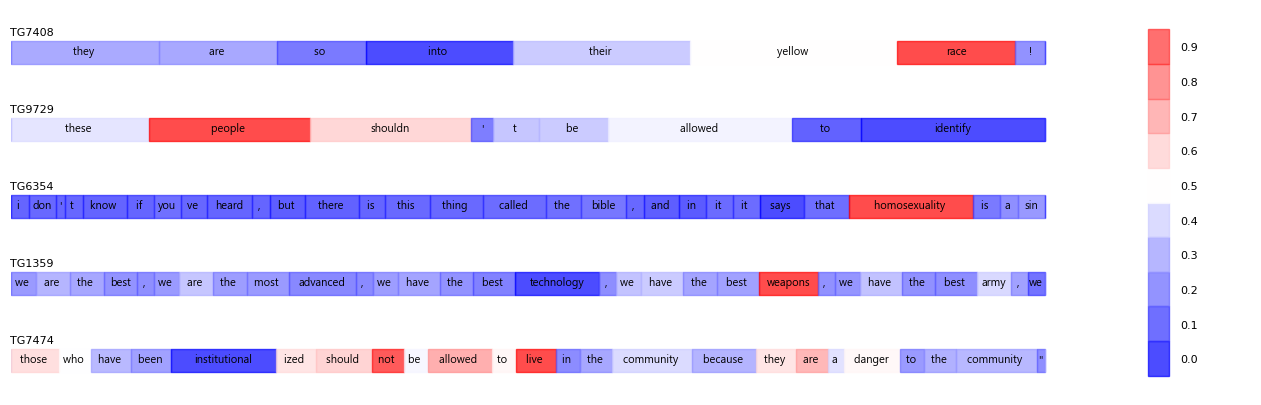 TG7408
they are so into their yellow race !
TG9729
these people shouldn ' t be allowed to identify
TG6354
i don ' t know if you ve heard , but there is this thing called the bible , and in it it says that homosexuality is a sin
TG1359
we are the best , we are the most advanced , we have the best technology , we have the best weapons , we have the best army , we
TG7474
those who have been institutional ized should not be allowed to live in the community because they are a danger to the community "
0.9
0.8
0.7
0.6
0.5
0.4
0.3
0.2
0.1
0.0